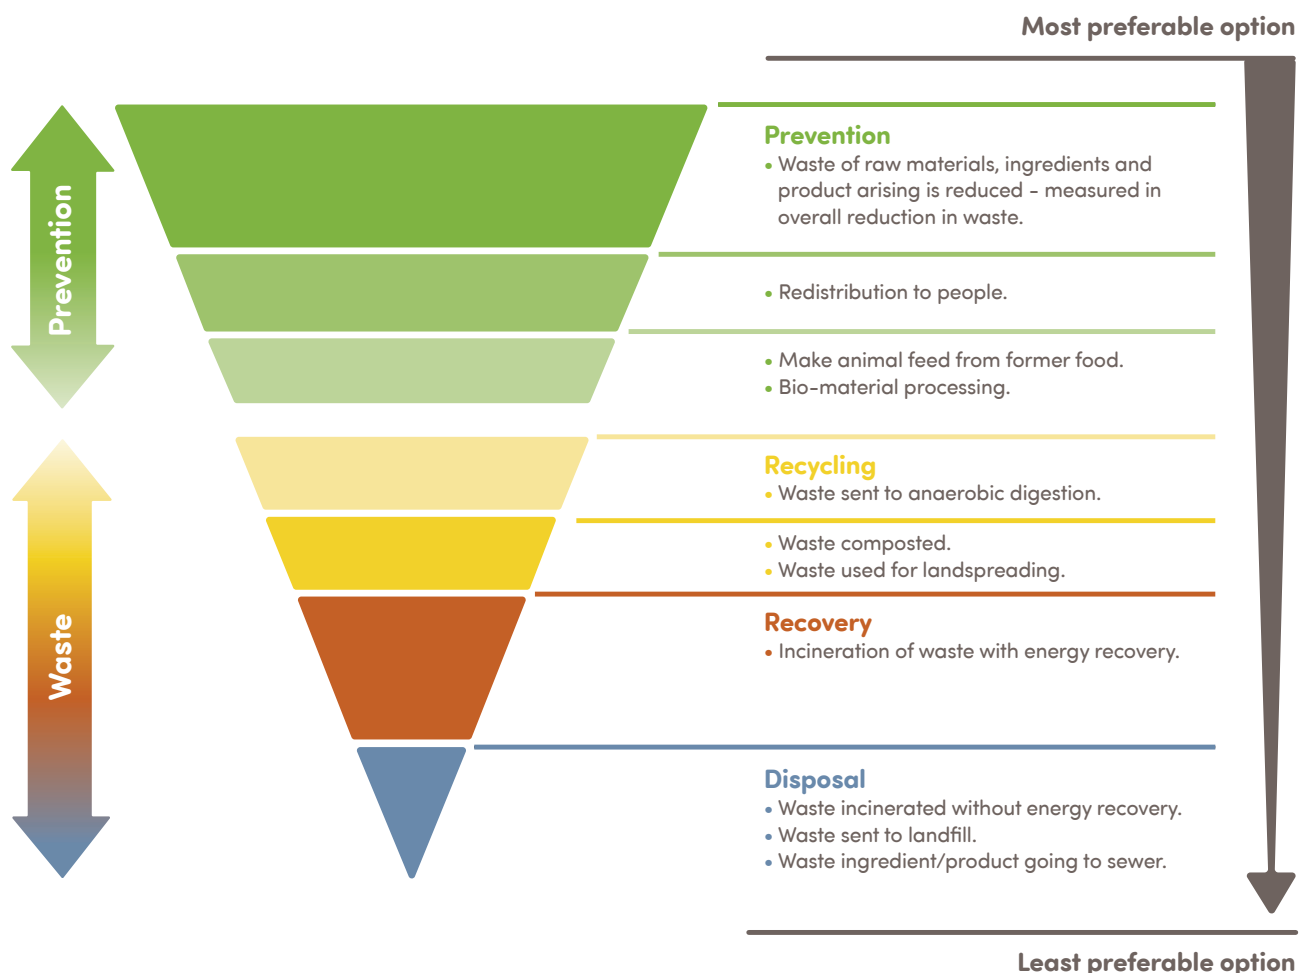 Most preferable option
Prevention
Prevention
• Waste of raw materials, ingredients and
product arising is reduced - measured in
overall reduction in waste.
• Redistribution to people.
• Make animal feed from former food.
• Bio-material processing.
Waste
Recycling
• Waste sent to anaerobic digestion.
• Waste composted.
• Waste used for landspreading.
Recovery
• Incineration of waste with energy recovery.
Disposal
• Waste incinerated without energy recovery.
• Waste sent to landfill.
• Waste ingredient/product going to sewer.
Least preferable option